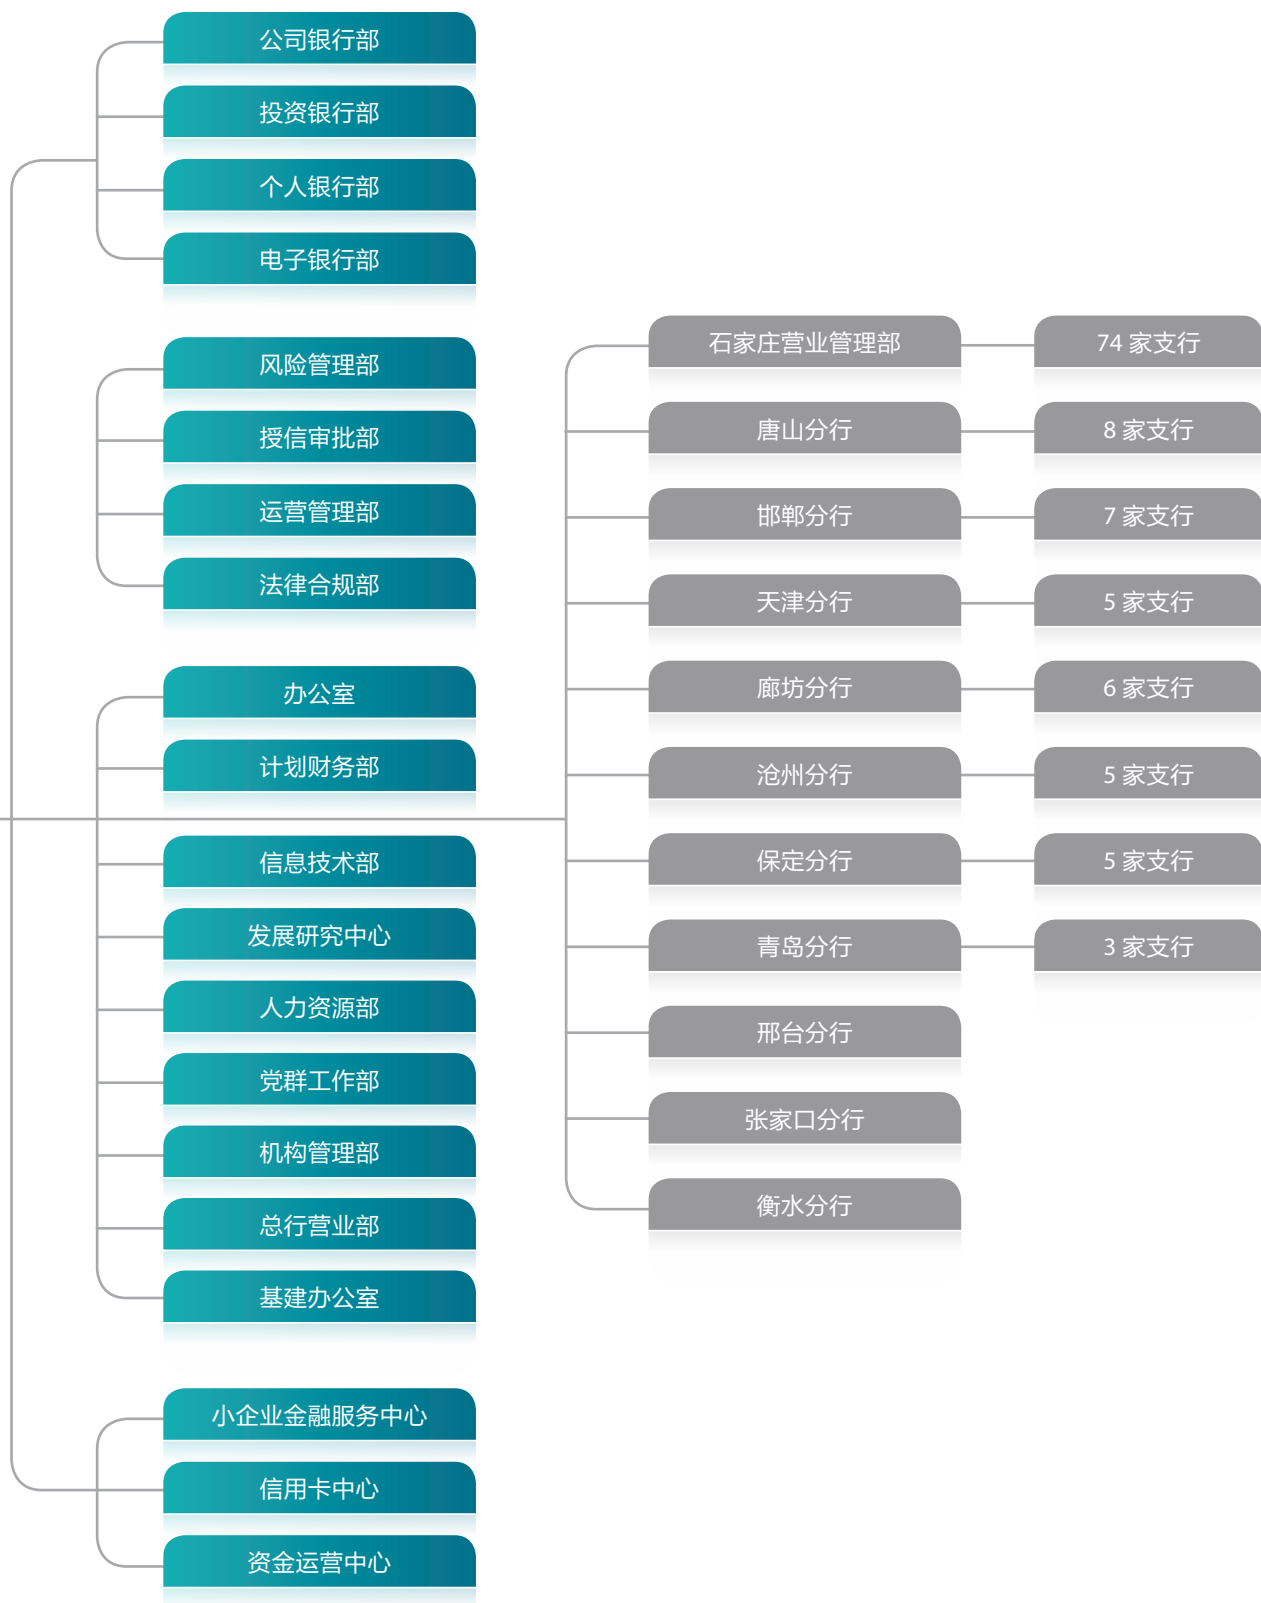 公司银行部
投资银行部
个人银行部
电子银行部
风险管理部
授信审批部
运营管理部
法律合规部
办公室
计划财务部
信息技术部
发展研究中心
人力资源部
党群工作部
机构管理部
总行营业部
基建办公室
小企业金融服务中心
信用卡中心
资金运营中心
石家庄营业管理部
74 家支行
唐山分行
8 家支行
邯郸分行
7 家支行
天津分行
5 家支行
廊坊分行
6 家支行
沧州分行
5 家支行
保定分行
5 家支行
青岛分行
3 家支行
邢台分行
张家口分行
衡水分行